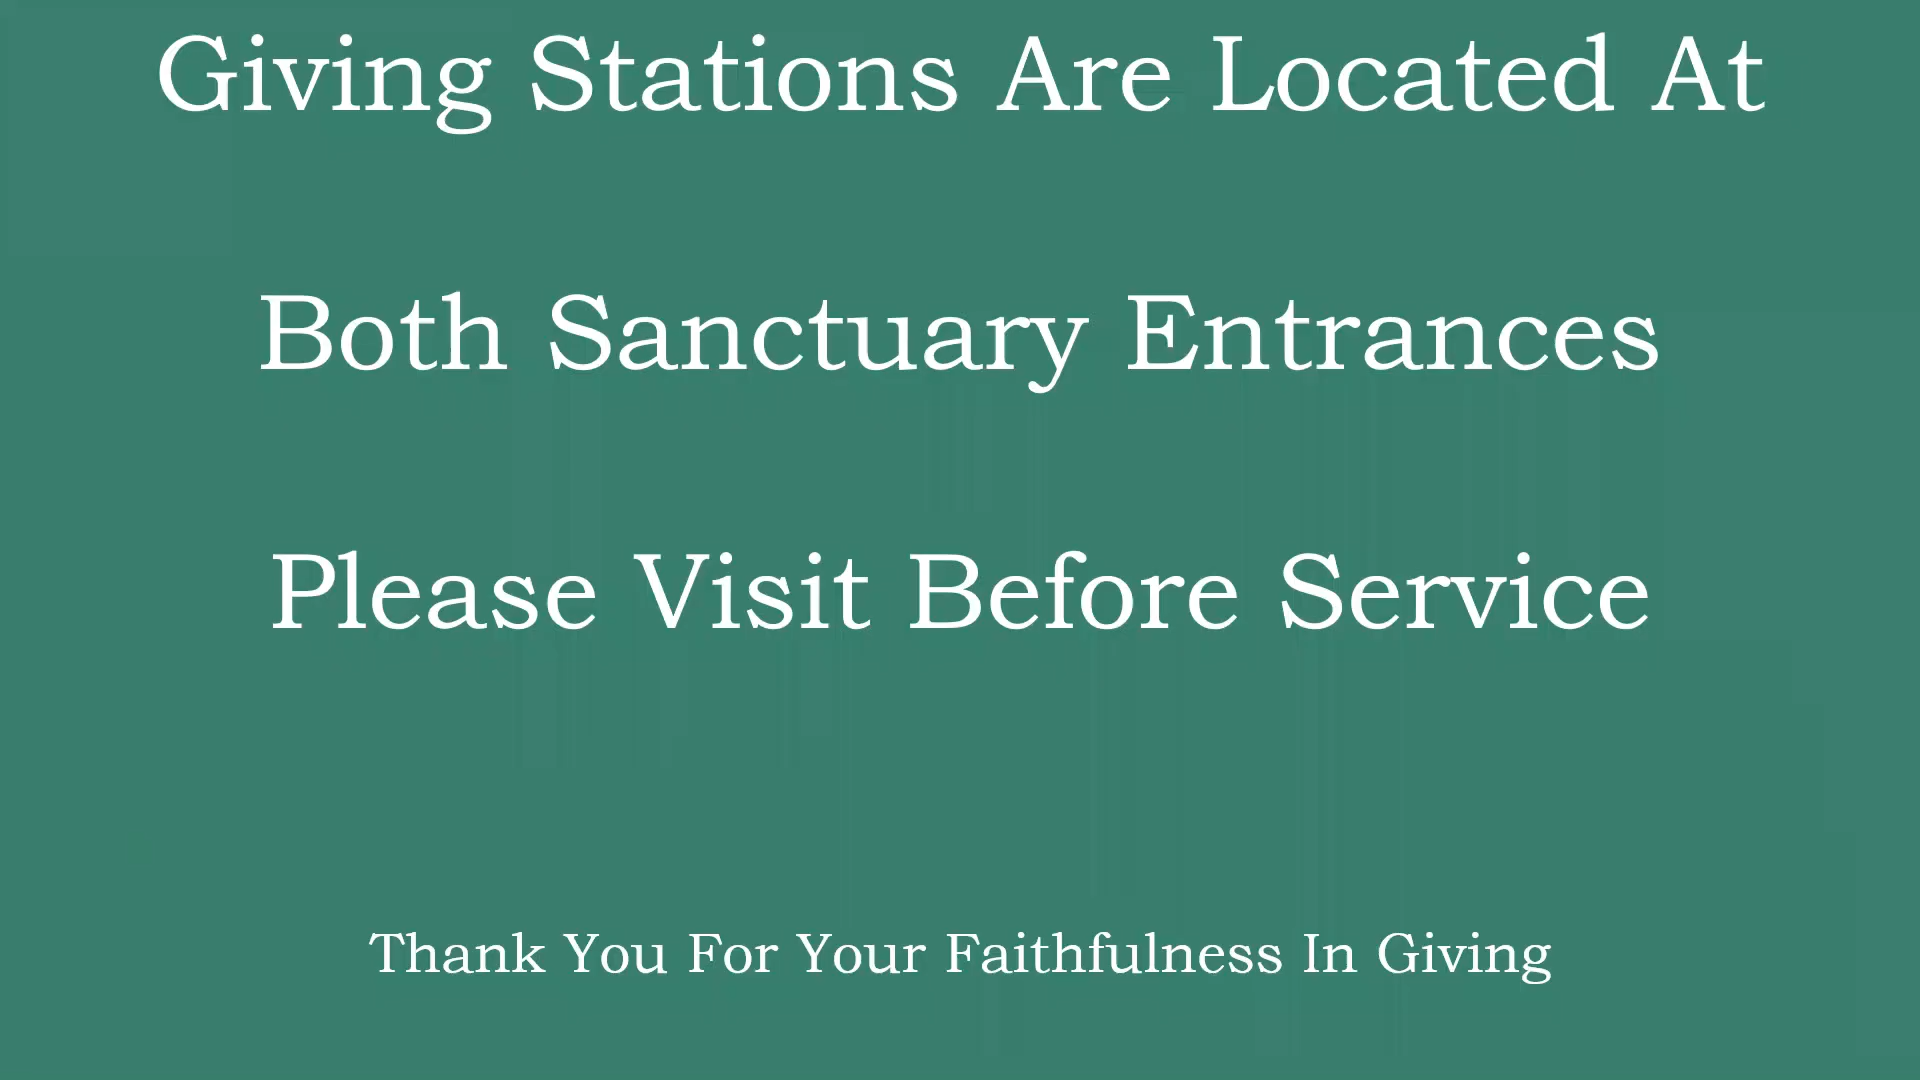 Giving Stations Are Located At
Both Sanctuary Entrances
Please Visit Before Service
Thank You For Your Faithfulness In Giving